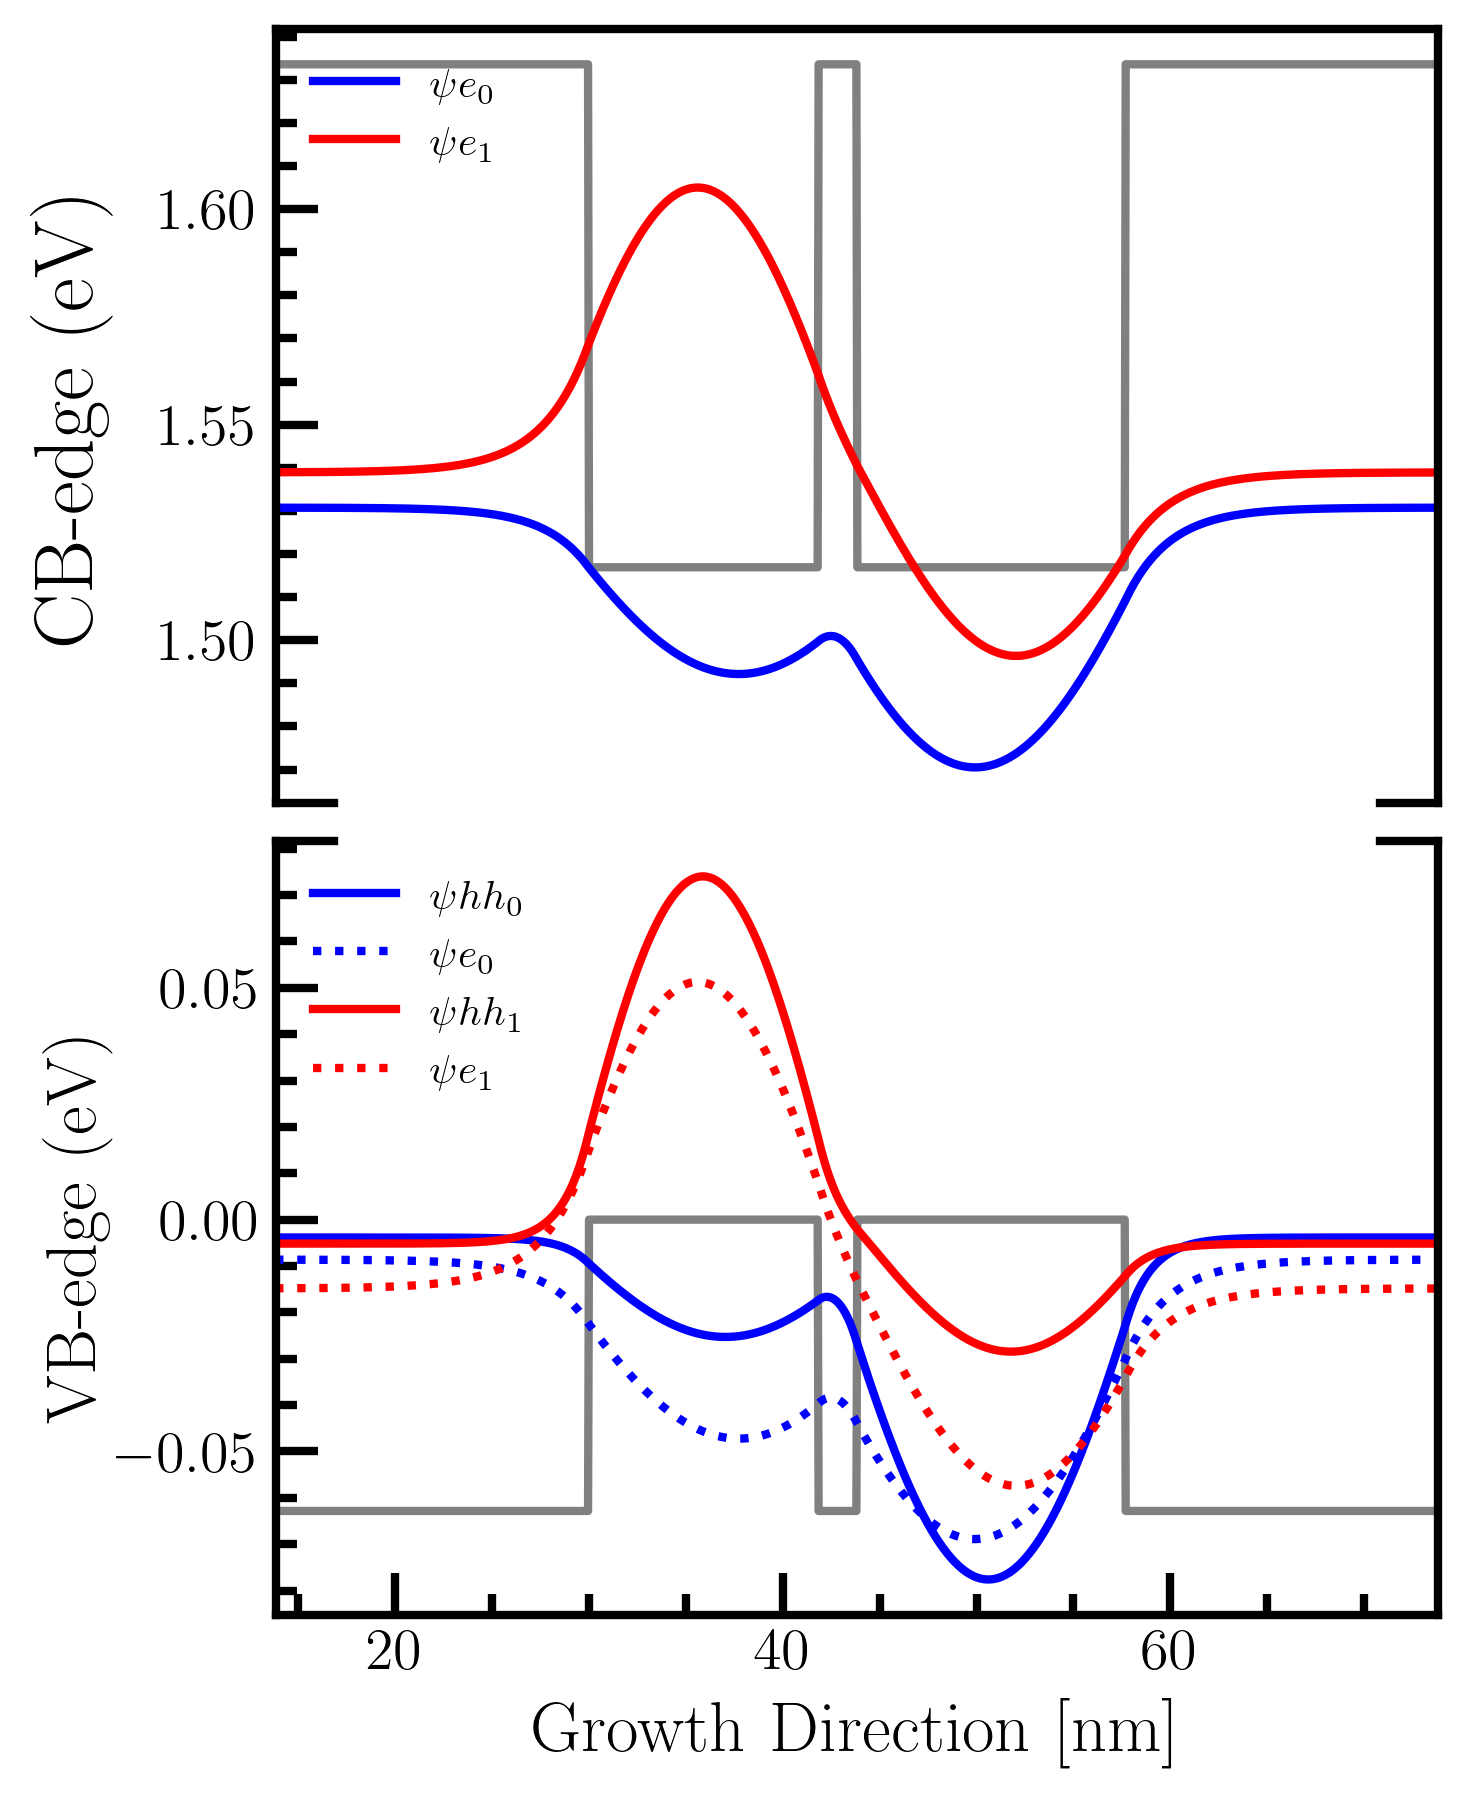 CB-edge (eV)
1.60
1.55
1.50
ψe₀
ψe₁
VB-edge (eV)
0.05
0.00
−0.05
ψhh₀
ψe₀
ψhh₁
ψe₁
20 40 60
Growth Direction [nm]